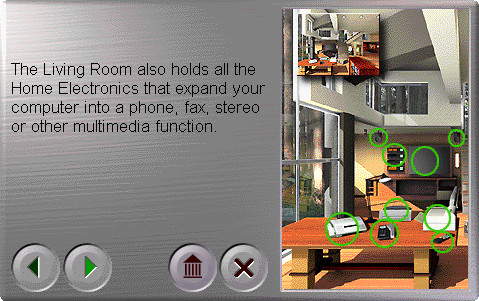 The Living Room also holds all the
Home Electronics that expand your
computer into a phone, fax, stereo
or other multimedia function.